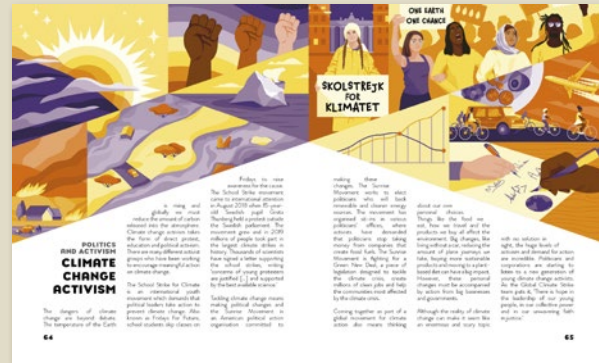 ONE EARTH
ONE CHANCE
SKOLSTREJK
FOR
KLIMATET
POLITICS
AND ACTIVISM
CLIMATE
CHANGE
ACTIVISM
The dangers of climate
change are beyond debate.
The temperature of the Earth
is rising and
globally we must
reduce the amount of carbon
released into the atmosphere.
Climate change activism takes
the form of direct protest,
education and political activism.
There are many different activist
groups who have been working
to encourage meaningful action
on climate change.
The School Strike for Climate
is an international youth
movement which demands that
political leaders take action to
prevent climate change. Also
known as Fridays For Future,
school students skip classes on
Fridays to raise
awareness for the cause.
The School Strike movement
came to international attention
in August 2018 when 15-year-
old Swedish pupil Greta
Thunberg held a protest outside
the Swedish parliament. The
movement grew and in 2019
millions of people took part in
the largest climate strikes in
history. Thousands of scientists
have signed a letter supporting
the school strikes, writing
'concerns of young protesters
are justified [...] and supported
by the best available science.'
Tackling climate change means
making political changes and
the Sunrise Movement is
an American political action
organisation committed to
making these
changes. The Sunrise
Movement works to elect
politicians who will back
renewable and cleaner energy
sources. The movement has
organised sit-ins in various
politicians' offices, where
activists have demanded
that politicians stop taking
money from companies that
create fossil fuels. The Sunrise
Movement is fighting for a
Green New Deal, a piece of
legislation designed to tackle
the climate crisis, create
millions of clean jobs and help
the communities most affected
by the climate crisis.
Coming together as part of a
global movement for climate
action also means thinking
about our own
personal choices.
Things like the food we
eat, how we travel and the
products we buy all affect the
environment. Big changes, like
living without a car, reducing the
number of plane journeys we
take, buying more sustainable
products and moving to a plant-
based diet can have a big impact.
However, these personal
changes must be accompanied
by action from big businesses
and governments.
Although the reality of climate
change can make it seem like
an enormous and scary topic
with no solution in
sight, the huge levels of
activism and demand for action
are incredible. Politicians and
corporations are starting to
listen to a new generation of
young climate change activists.
As the Global Climate Strike
team puts it, 'There is hope in
the leadership of our young
people, in our collective power
and in our unwavering faith
in justice.'
64
65